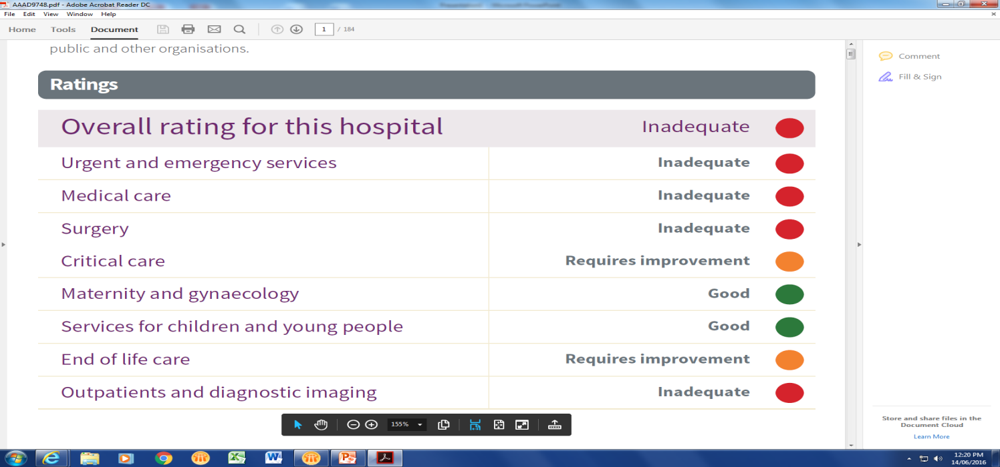 AAAD9748.pdf - Adobe Acrobat Reader DC
File Edit View Window Help
Home Tools Document 1 / 184
public and other organisations.
Ratings
Overall rating for this hospital Inadequate
Urgent and emergency services Inadequate
Medical care Inadequate
Surgery Inadequate
Critical care Requires improvement
Maternity and gynaecology Good
Services for children and young people Good
End of life care Requires improvement
Outpatients and diagnostic imaging Inadequate
155%
Comment
Fill & Sign
Store and share files in the
Document Cloud
Learn More
12:20 PM
14/06/2016